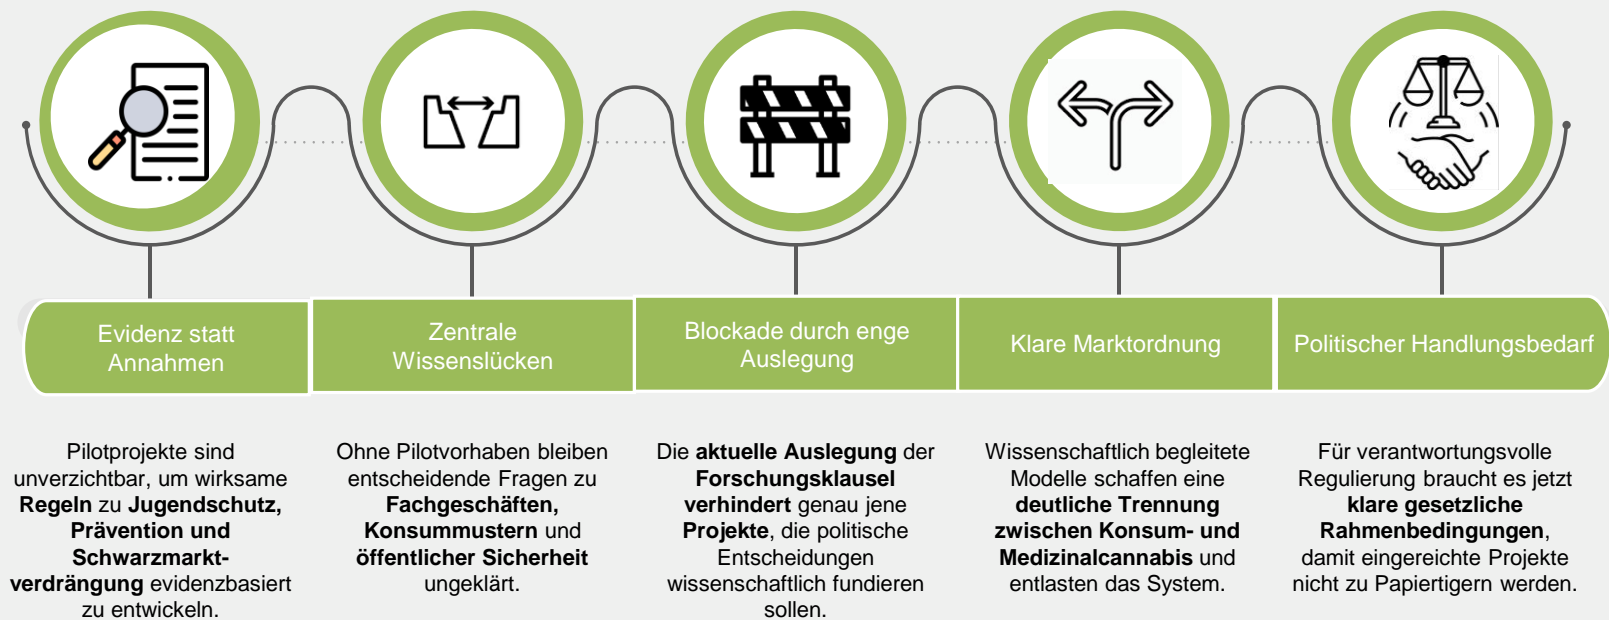 Evidenz statt
Annahmen
Zentrale
Wissenslücken
Blockade durch enge
Auslegung
Klare Marktordnung
Politischer Handlungsbedarf
Pilotprojekte sind
unverzichtbar, um wirksame
Regeln zu Jugendschutz,
Prävention und
Schwarzmarkt-
verdrängung evidenzbasiert
zu entwickeln.
Ohne Pilotvorhaben bleiben
entscheidende Fragen zu
Fachgeschäften,
Konsummustern und
öffentlicher Sicherheit
ungeklärt.
Die aktuelle Auslegung der
Forschungsklausel
verhindert genau jene
Projekte, die politische
Entscheidungen
wissenschaftlich fundieren
sollen.
Wissenschaftlich begleitete
Modelle schaffen eine
deutliche Trennung
zwischen Konsum- und
Medizinalcannabis und
entlasten das System.
Für verantwortungsvolle
Regulierung braucht es jetzt
klare gesetzliche
Rahmenbedingungen,
damit eingereichte Projekte
nicht zu Papiertigern werden.